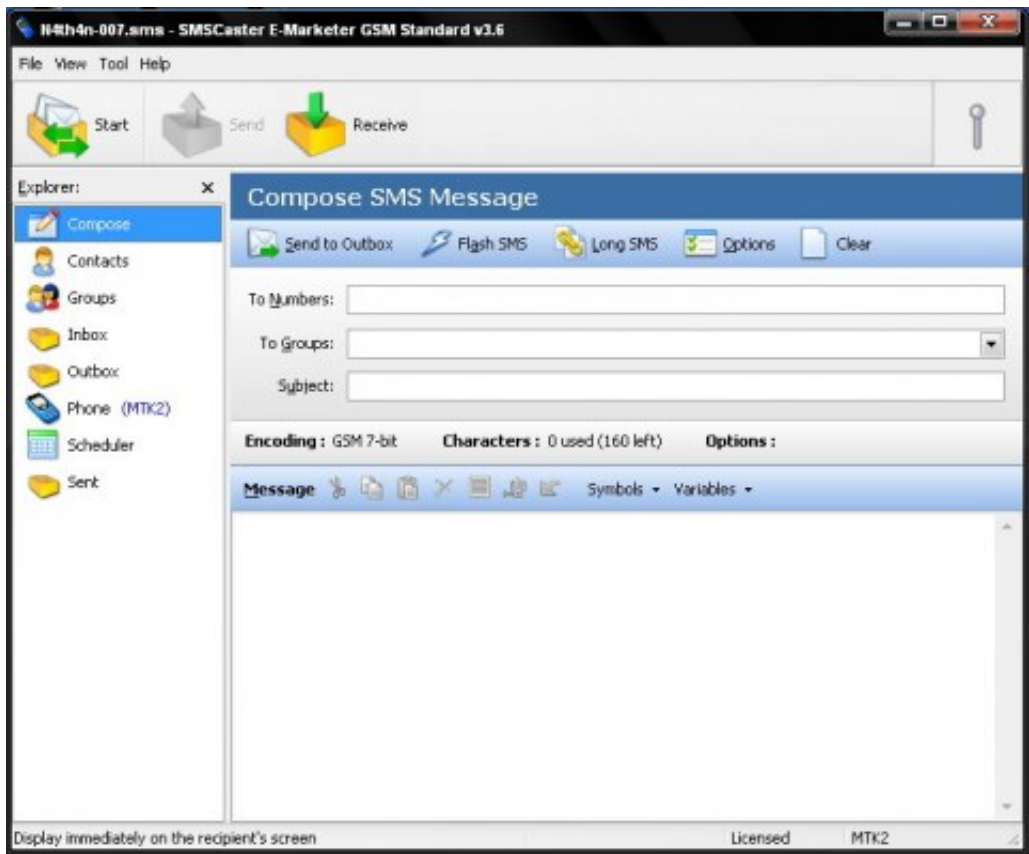 N4th4n-007.sms - SMSCaster E-Marketer GSM Standard v3.6
File View Tool Help
Start Send Receive
Explorer: x
Compose
Contacts
Groups
Inbox
Outbox
Phone (MTK2)
Scheduler
Sent
Compose SMS Message
Send to Outbox Flash SMS Long SMS Options Clear
To Numbers:
To Groups:
Subject:
Encoding : GSM 7-bit Characters : 0 used (160 left) Options :
Message Symbols Variables
Display immediately on the recipient's screen Licensed MTK2